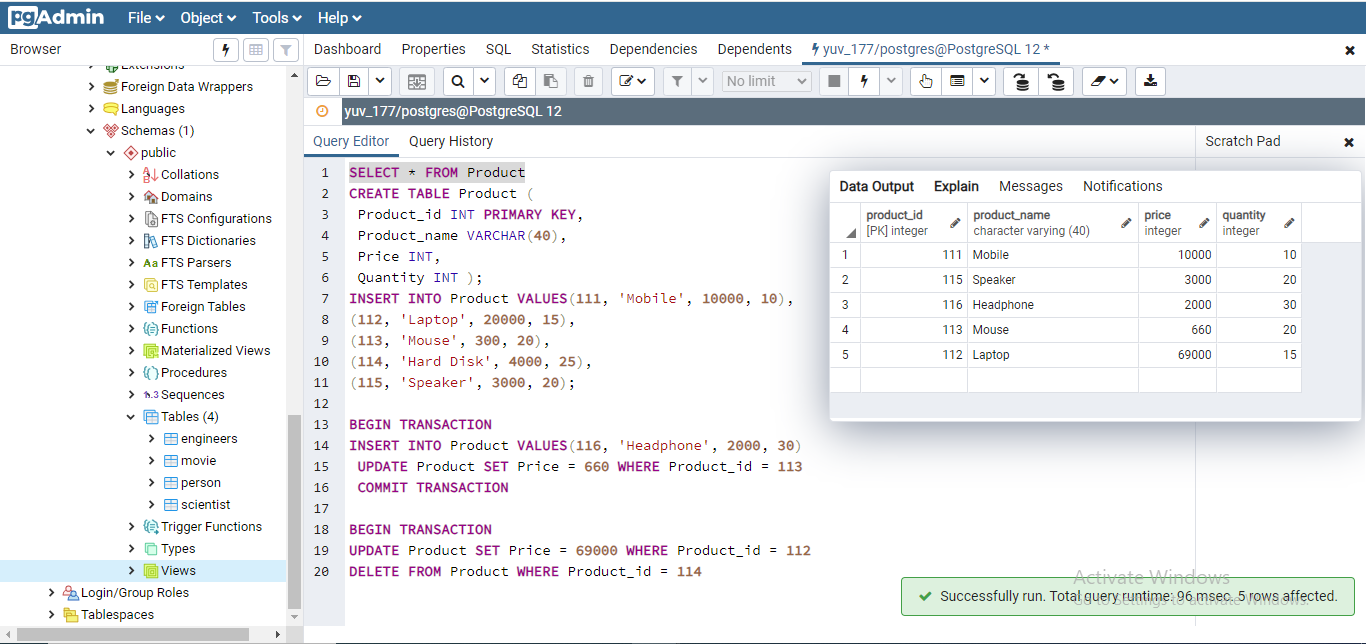 pgAdmin File Object Tools Help
Browser
Dashboard Properties SQL Statistics Dependencies Dependents yuv_177/postgres@PostgreSQL 12 *
Extensions
Foreign Data Wrappers
Languages
Schemas (1)
public
Collations
Domains
FTS Configurations
FTS Dictionaries
Aa FTS Parsers
FTS Templates
Foreign Tables
Functions
Materialized Views
Procedures
1..3 Sequences
Tables (4)
engineers
movie
person
scientist
Trigger Functions
Types
Views
Login/Group Roles
Tablespaces
No limit
yuv_177/postgres@PostgreSQL 12
Query Editor Query History
Scratch Pad
1 SELECT * FROM Product
2 CREATE TABLE Product (
3 Product_id INT PRIMARY KEY,
4 Product_name VARCHAR(40),
5 Price INT,
6 Quantity INT );
7 INSERT INTO Product VALUES(111, 'Mobile', 10000, 10),
8 (112, 'Laptop', 20000, 15),
9 (113, 'Mouse', 300, 20),
10 (114, 'Hard Disk', 4000, 25),
11 (115, 'Speaker', 3000, 20);
12
13 BEGIN TRANSACTION
14 INSERT INTO Product VALUES(116, 'Headphone', 2000, 30)
15 UPDATE Product SET Price = 660 WHERE Product_id = 113
16 COMMIT TRANSACTION
17
18 BEGIN TRANSACTION
19 UPDATE Product SET Price = 69000 WHERE Product_id = 112
20 DELETE FROM Product WHERE Product_id = 114
Data Output Explain Messages Notifications
product_id product_name price quantity
[PK] integer character varying (40) integer integer
1 111 Mobile 10000 10
2 115 Speaker 3000 20
3 116 Headphone 2000 30
4 113 Mouse 660 20
5 112 Laptop 69000 15
Activate Windows
Go to Settings to activate Windows.
Successfully run. Total query runtime: 96 msec. 5 rows affected.